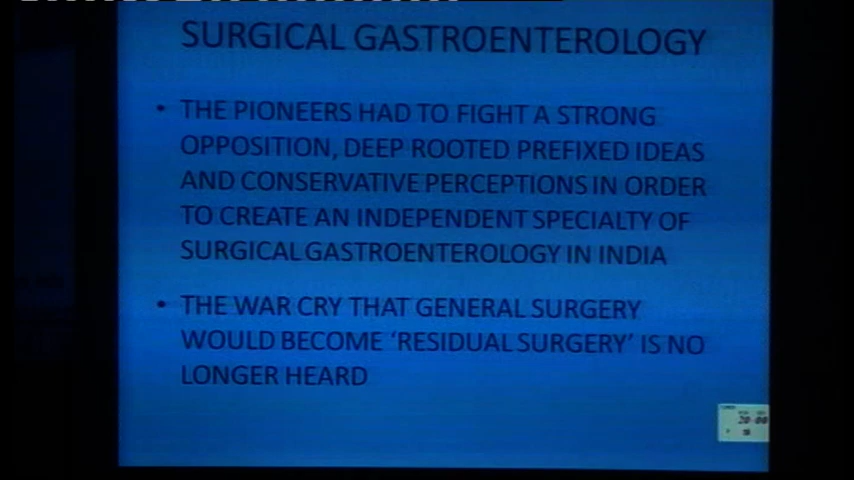 SURGICAL GASTROENTEROLOGY
• THE PIONEERS HAD TO FIGHT A STRONG
OPPOSITION, DEEP ROOTED PREFIXED IDEAS
AND CONSERVATIVE PERCEPTIONS IN ORDER
TO CREATE AN INDEPENDENT SPECIALTY OF
SURGICAL GASTROENTEROLOGY IN INDIA
• THE WAR CRY THAT GENERAL SURGERY
WOULD BECOME ‘RESIDUAL SURGERY’ IS NO
LONGER HEARD
20:00